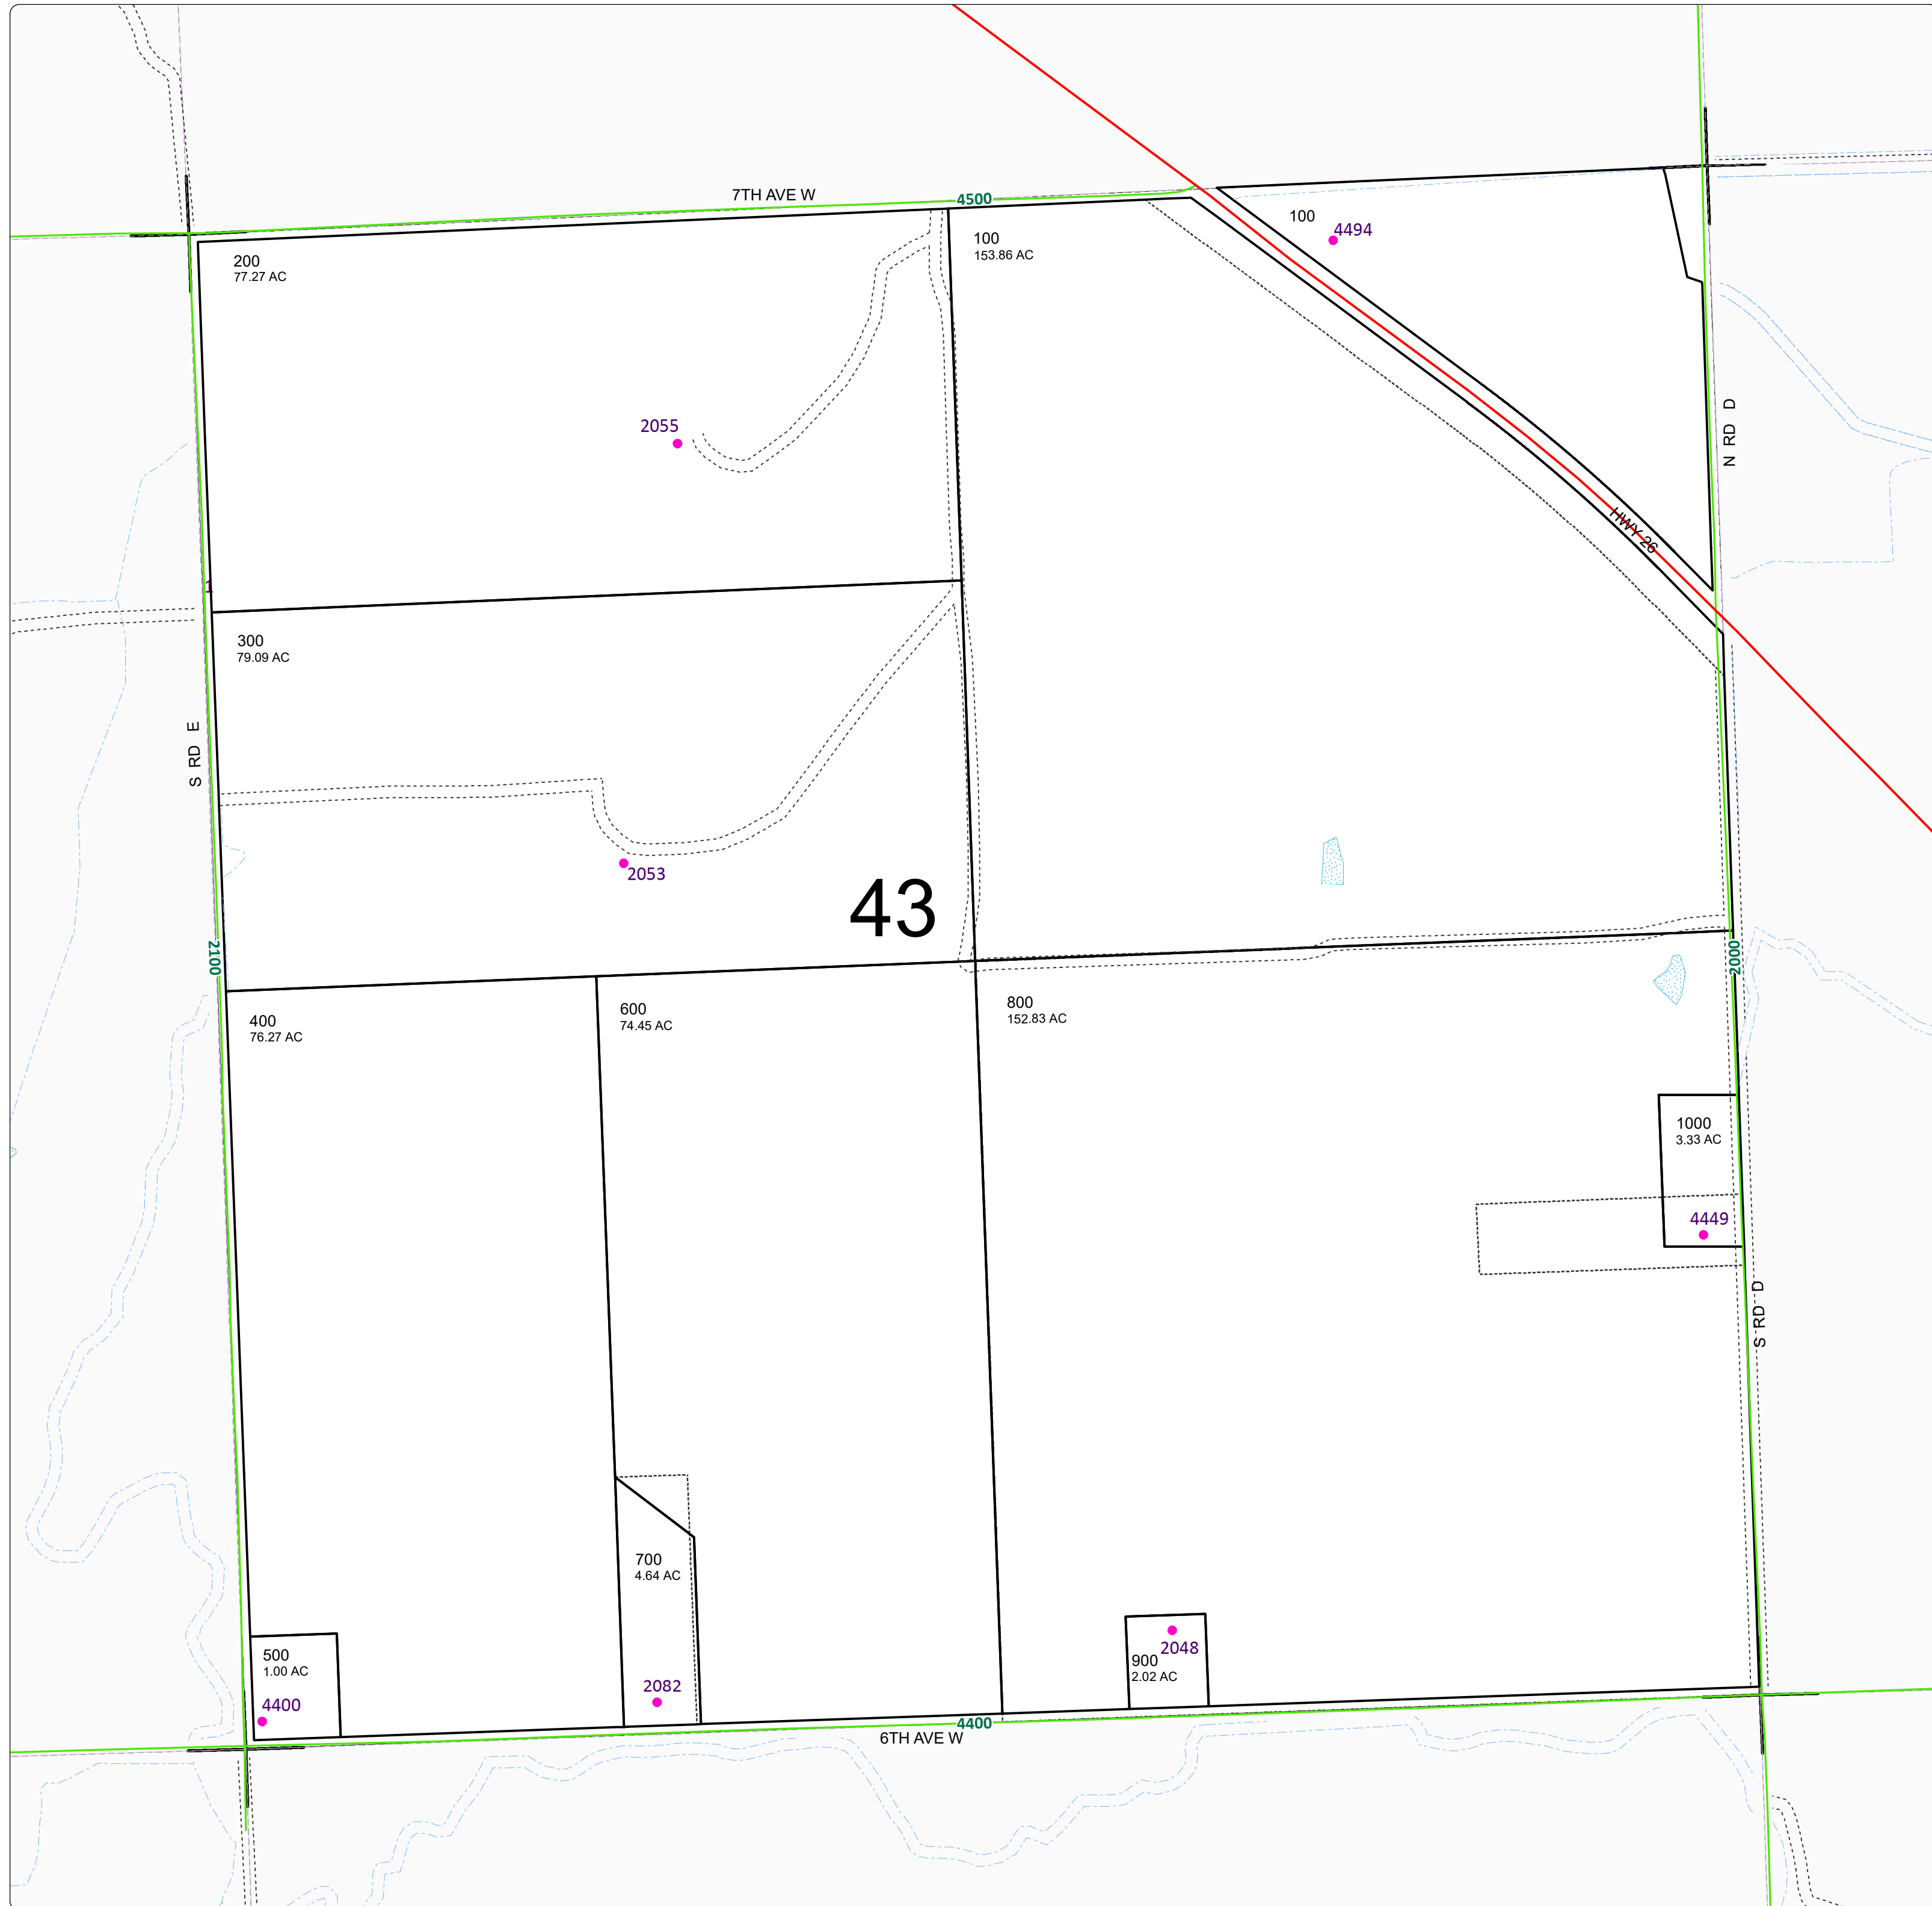 7TH AVE W
4500
100
4494
100
153.86 AC
200
77.27 AC
N RD D
2055
HWY 26
1
300
79.09 AC
S RD E
2053
43
2100
2000
400
76.27 AC
600
74.45 AC
800
152.83 AC
1000
3.33 AC
4449
S RD D
700
4.64 AC
500
1.00 AC
4400
2082
2048
900
2.02 AC
4400
6TH AVE W